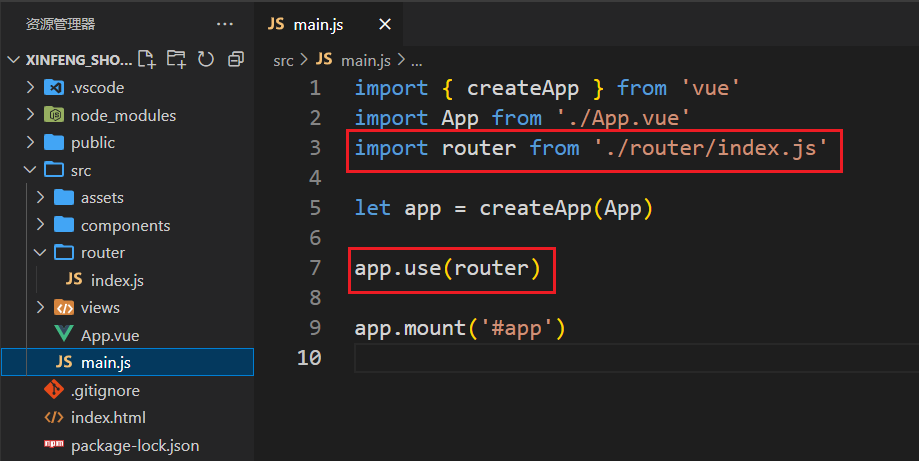 资源管理器
...
XINFENG_SHO...
.vscode
node_modules
public
src
assets
components
router
JS index.js
views
App.vue
JS main.js
.gitignore
index.html
npm package-lock.json
JS main.js
src > JS main.js > ...
1 import { createApp } from 'vue'
2 import App from './App.vue'
3 import router from './router/index.js'
4
5 let app = createApp(App)
6
7 app.use(router)
8
9 app.mount('#app')
10